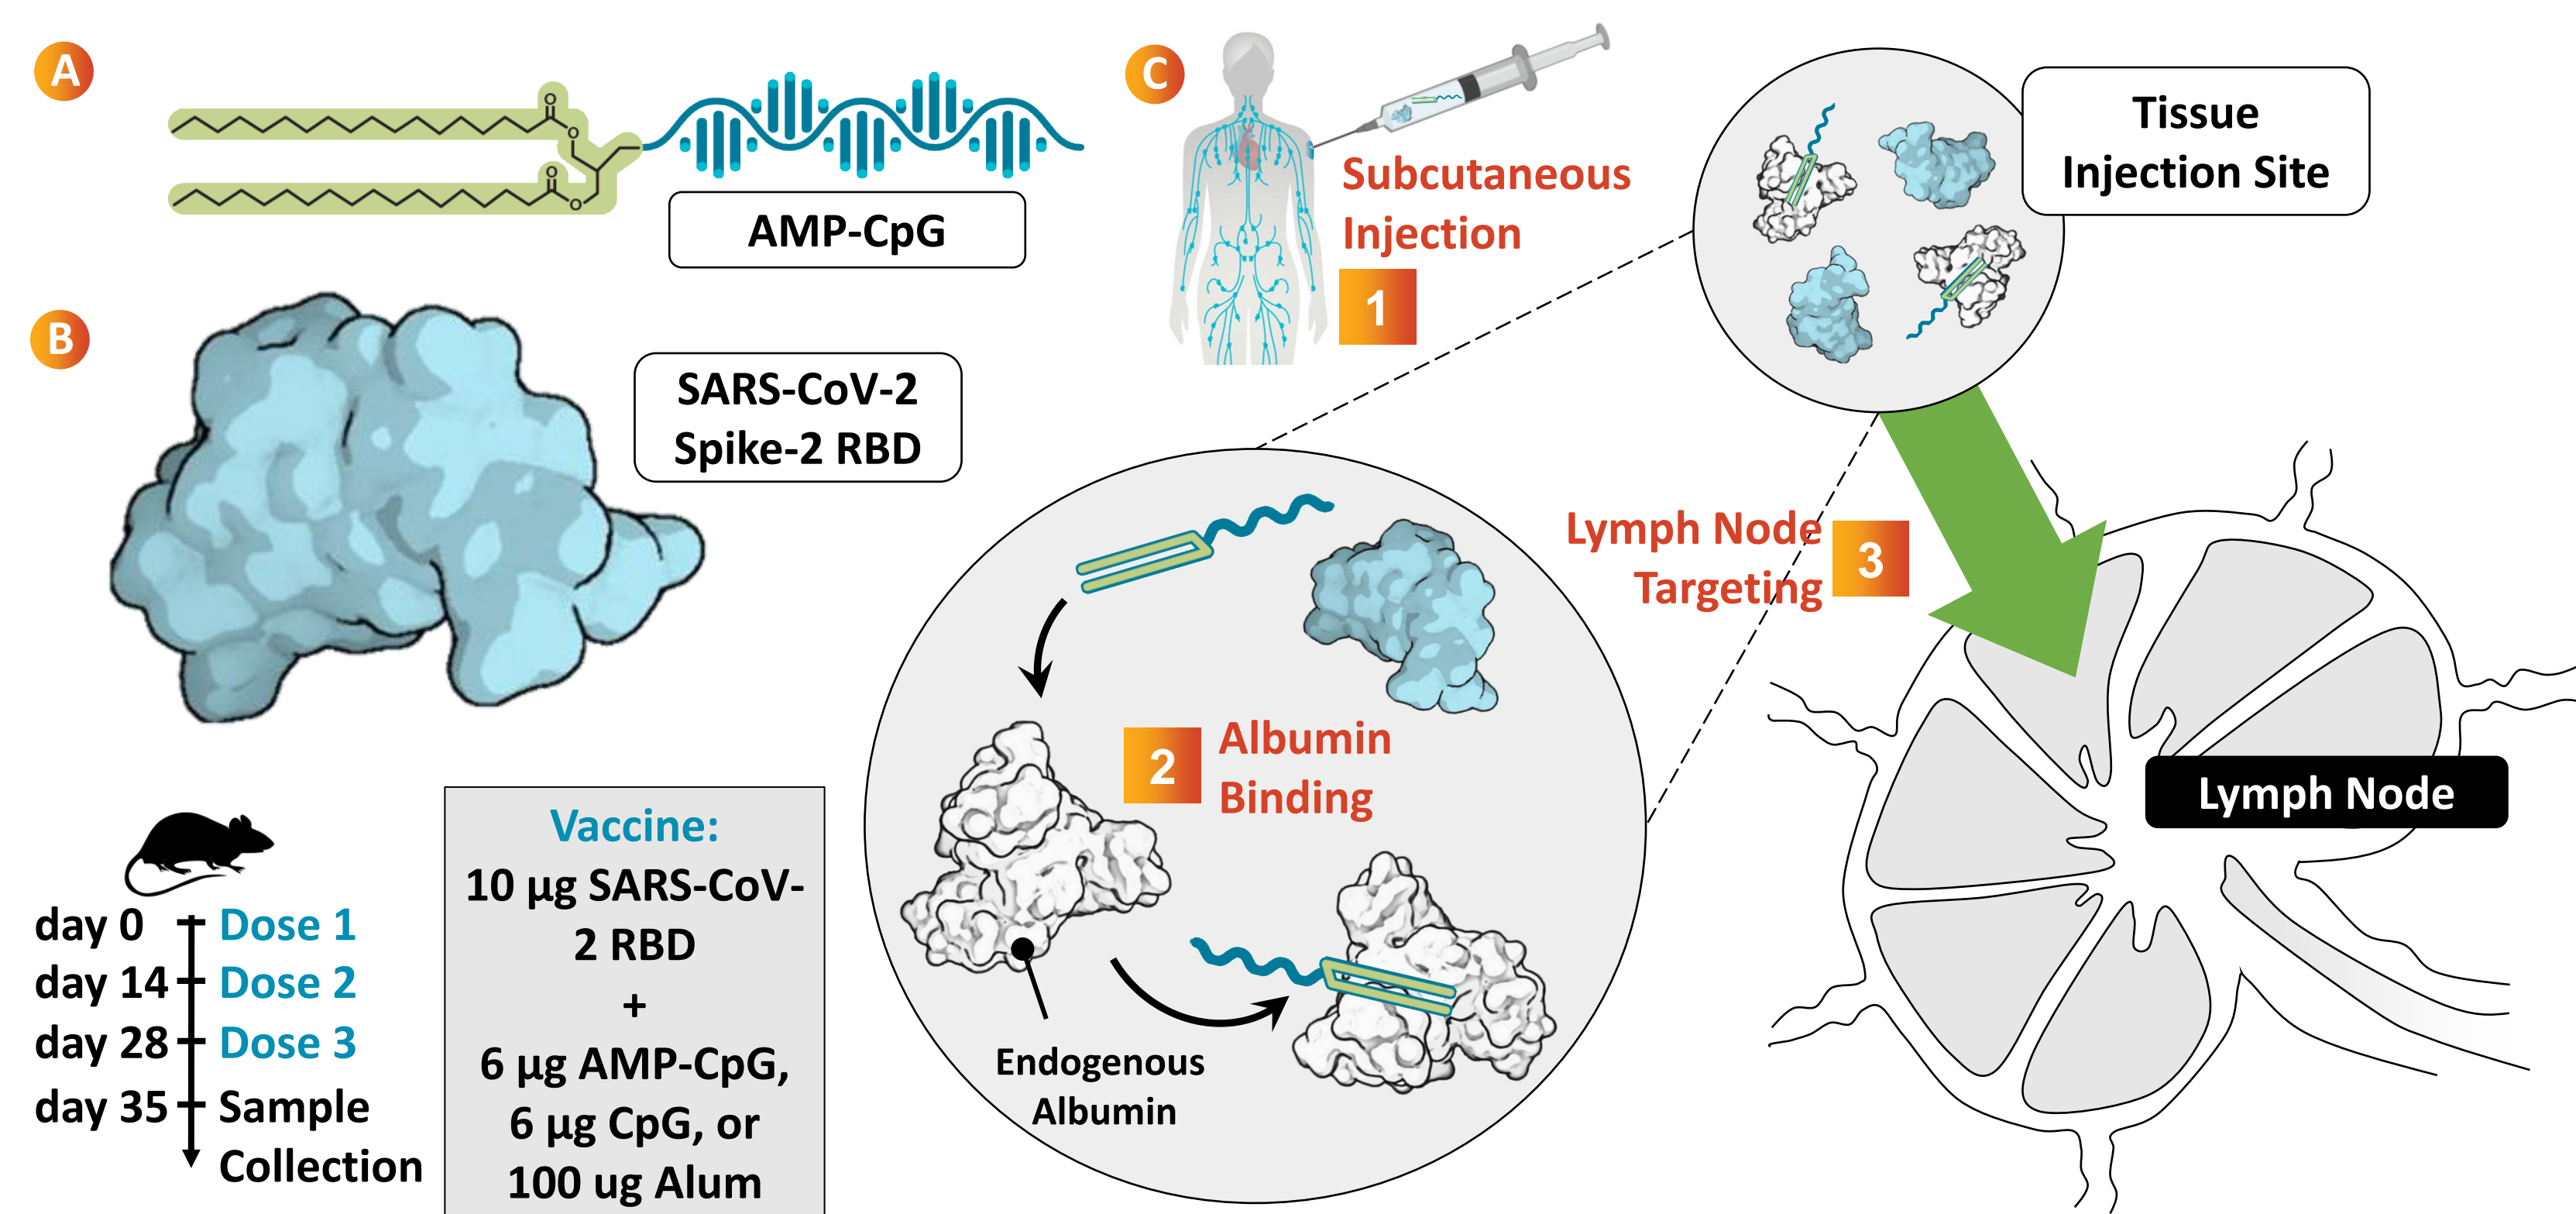 A
O
O
O
O
AMP-CpG
B
SARS-CoV-2
Spike-2 RBD
day 0 Dose 1
day 14 Dose 2
day 28 Dose 3
day 35 Sample
Collection
Vaccine:
10 µg SARS-CoV-
2 RBD
+
6 µg AMP-CpG,
6 µg CpG, or
100 ug Alum
C
Subcutaneous
Injection
1
Tissue
Injection Site
2
Albumin
Binding
Endogenous
Albumin
Lymph Node
Targeting
3
Lymph Node